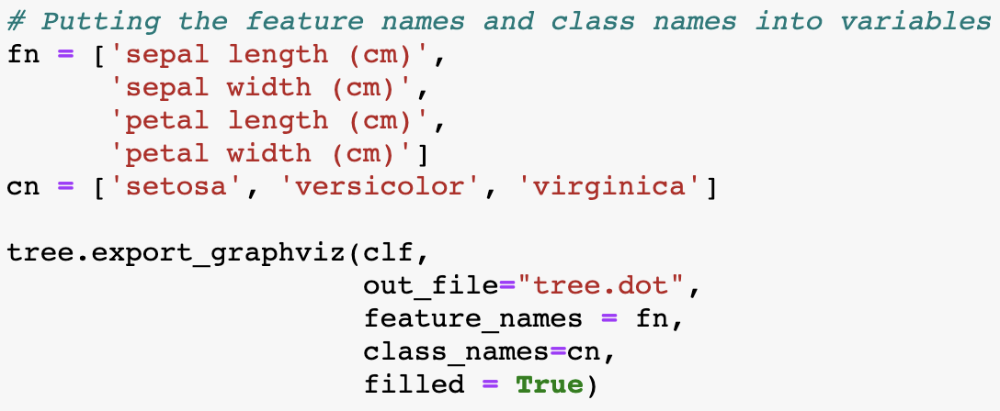 # Putting the feature names and class names into variables
fn = ['sepal length (cm)',
      'sepal width (cm)',
      'petal length (cm)',
      'petal width (cm)']
cn = ['setosa', 'versicolor', 'virginica']

tree.export_graphviz(clf,
                     out_file="tree.dot",
                     feature_names = fn,
                     class_names=cn,
                     filled = True)